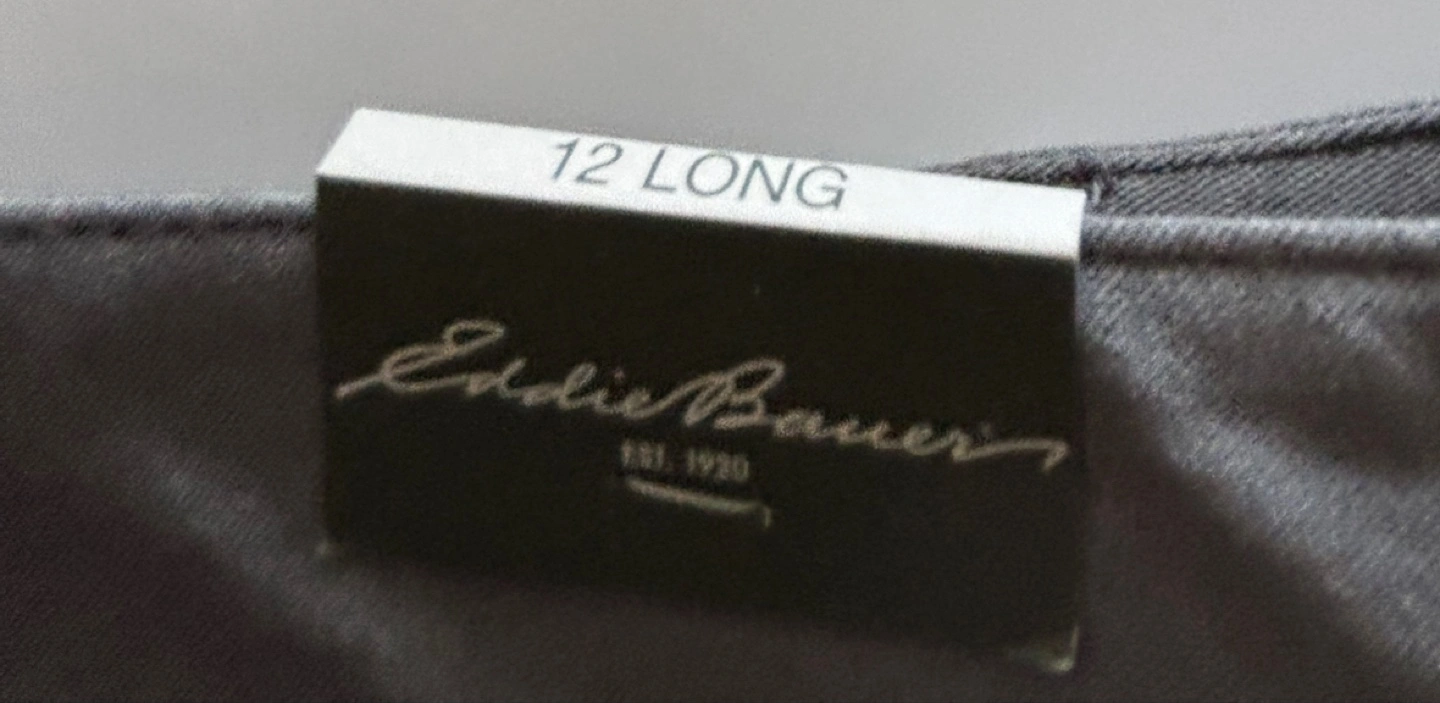 12 LONG
Eddie Bauer
EST. 1920